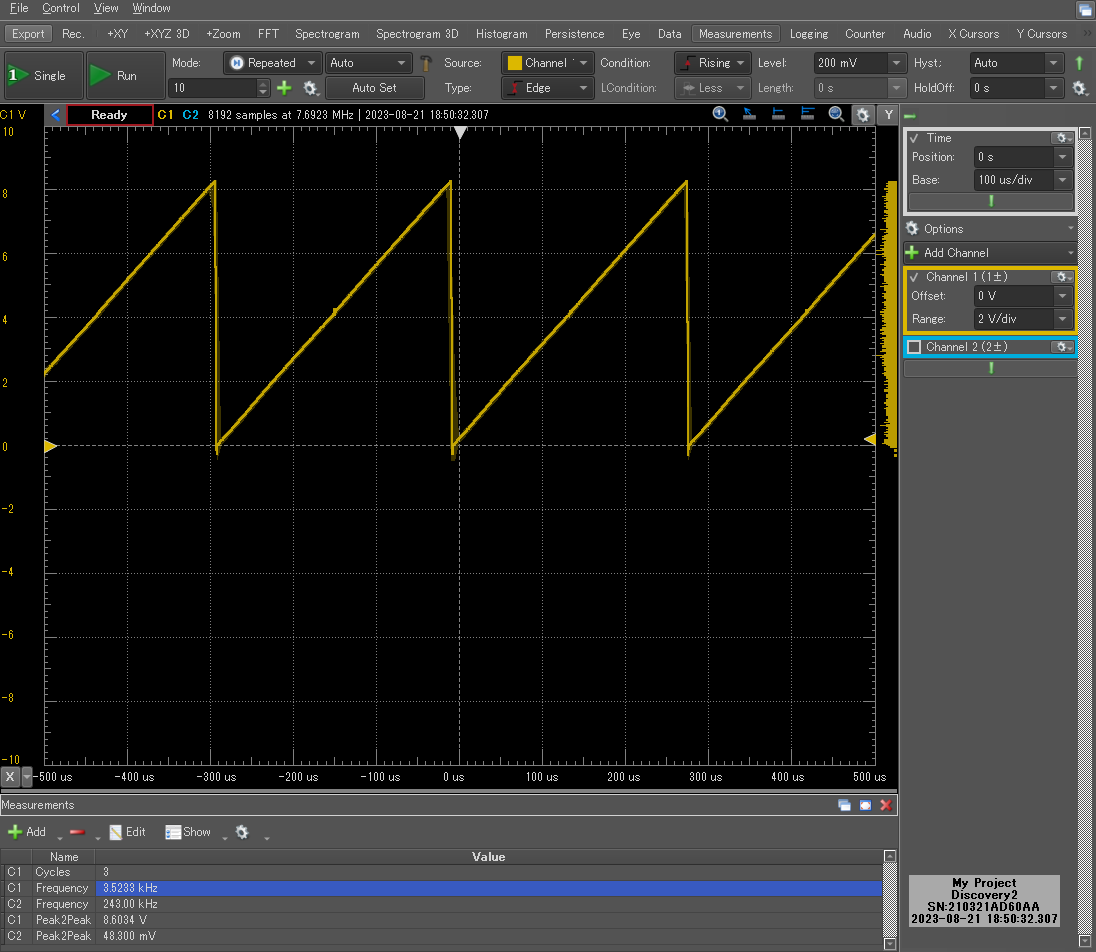 File Control View Window
Export Rec. +XY +XYZ 3D +Zoom FFT Spectrogram Spectrogram 3D Histogram Persistence Eye Data Measurements Logging Counter Audio X Cursors Y Cursors »
1 Single Run Mode: Repeated Auto Source: Channel Condition: Rising Level: 200 mV Hyst.: Auto
10 Auto Set Type: Edge LCondition: Less Length: 0 s HoldOff: 0 s
C1 V Ready C1 C2 8192 samples at 7.6923 MHz | 2023-08-21 18:50:32.307 Y
10
8
6
4
2
0
-2
-4
-6
-8
-10
X -500 us -400 us -300 us -200 us -100 us 0 us 100 us 200 us 300 us 400 us 500 us
Time
Position: 0 s
Base: 100 us/div
Options
Add Channel
Channel 1 (1±)
Offset: 0 V
Range: 2 V/div
Channel 2 (2±)
Measurements
Add Edit Show
Name Value
C1 Cycles 3
C1 Frequency 3.5233 kHz
C2 Frequency 243.00 kHz
C1 Peak2Peak 8.6034 V
C2 Peak2Peak 48.300 mV
My Project
Discovery2
SN:210321AD60AA
2023-08-21 18:50:32.307